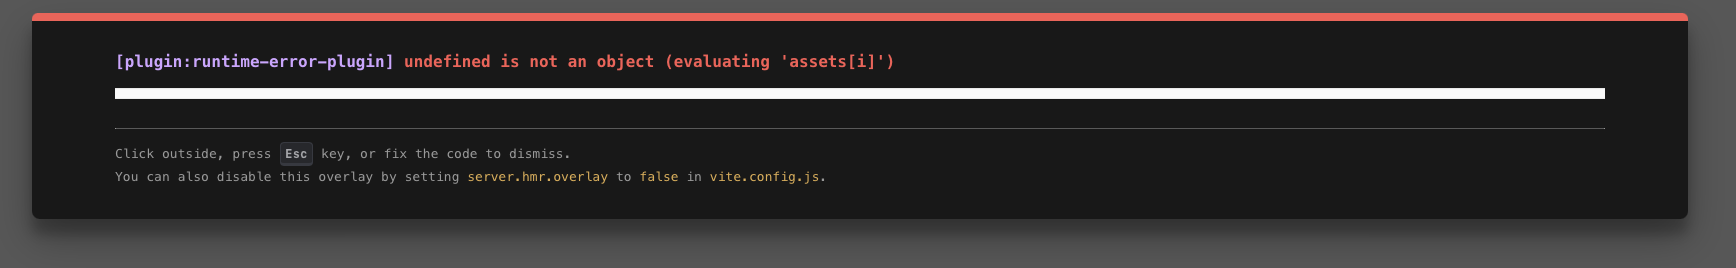 [plugin:runtime-error-plugin] undefined is not an object (evaluating 'assets[i]')
Click outside, press Esc key, or fix the code to dismiss.
You can also disable this overlay by setting server.hmr.overlay to false in vite.config.js.